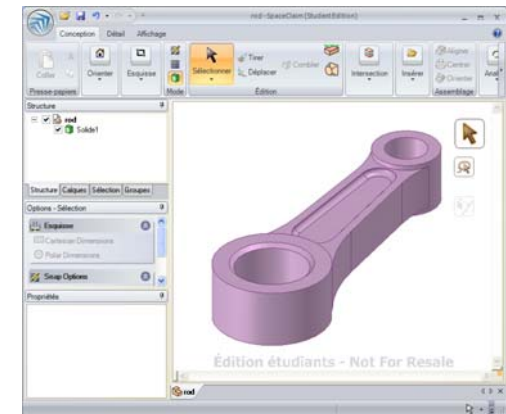 rod - SpaceClaim (Student Edition)
Conception Détail Affichage
Coller Orienter Esquisse Sélectionner Tirer Déplacer Combiner Intersection Insérer Aligner Centrer Orienter
Presse-papiers Mode Édition Assemblage
Structure
rod
Solide1
Structure Calques Sélection Groupes
Options - Sélection
Esquisse
Cartesian Dimensions
Polar Dimensions
Snap Options
Propriétés
Édition étudiants - Not For Resale
rod